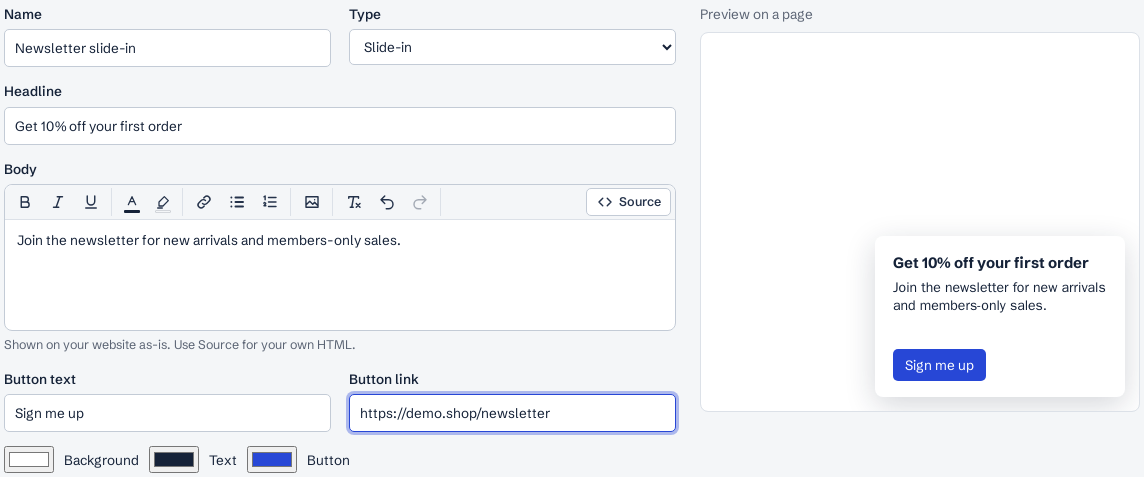 Name
Type
Preview on a page
Newsletter slide-in
Slide-in
Headline
Get 10% off your first order
Body
B I U A Source
Join the newsletter for new arrivals and members-only sales.
Shown on your website as-is. Use Source for your own HTML.
Button text
Button link
Sign me up
https://demo.shop/newsletter
Background
Text
Button
Get 10% off your first order
Join the newsletter for new arrivals
and members-only sales.
Sign me up